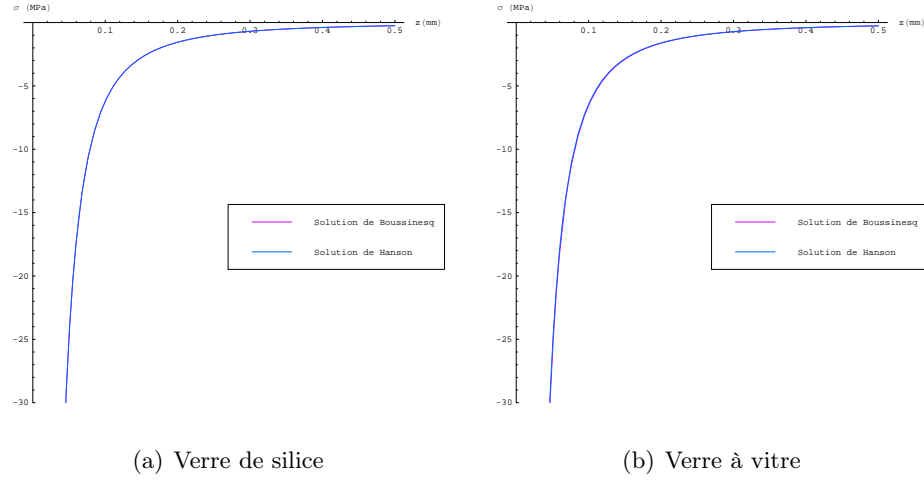 σ (MPa)
z (mm)
0.1
0.2
0.3
0.4
0.5
-5
-10
-15
-20
-25
-30
Solution de Boussinesq
Solution de Hanson
(a) Verre de silice
σ (MPa)
z (mm)
0.1
0.2
0.3
0.4
0.5
-5
-10
-15
-20
-25
-30
Solution de Boussinesq
Solution de Hanson
(b) Verre à vitre